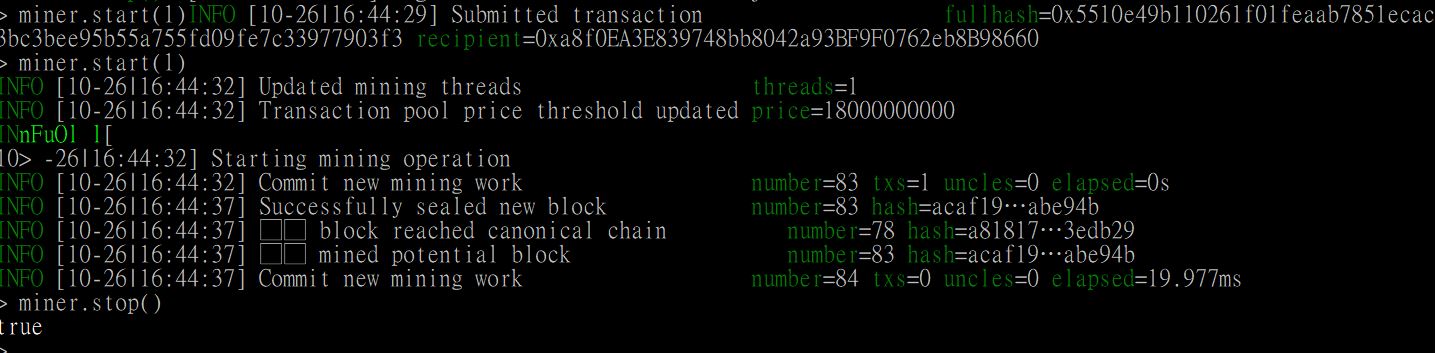 > miner.start(1)INFO [10-26|16:44:29] Submitted transaction fullhash=0x5510e49b110261f01feaab7851ecac
3bc3bee95b55a755fd09fe7c33977903f3 recipient=0xa8f0EA3E839748bb8042a93BF9F0762eb8B98660
> miner.start(1)
INFO [10-26|16:44:32] Updated mining threads threads=1
INFO [10-26|16:44:32] Transaction pool price threshold updated price=18000000000
INnFuOl l[
10> -26|16:44:32] Starting mining operation
INFO [10-26|16:44:32] Commit new mining work number=83 txs=1 uncles=0 elapsed=0s
INFO [10-26|16:44:37] Successfully sealed new block number=83 hash=acaf19…abe94b
INFO [10-26|16:44:37] □□ block reached canonical chain number=78 hash=a81817…3edb29
INFO [10-26|16:44:37] □□ mined potential block number=83 hash=acaf19…abe94b
INFO [10-26|16:44:37] Commit new mining work number=84 txs=0 uncles=0 elapsed=19.977ms
> miner.stop()
true
>